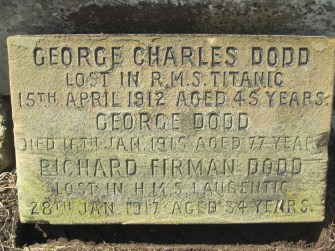 GEORGE CHARLES DODD
LOST IN R.M.S. TITANIC
15TH APRIL 1912 AGED 45 YEARS.
GEORGE DODD
DIED 16TH JAN. 1915 AGED 77 YEARS
RICHARD FIRMAN DODD
LOST IN H.M.S. LAURENTIC
28TH JAN. 1917 AGED 34 YEARS.